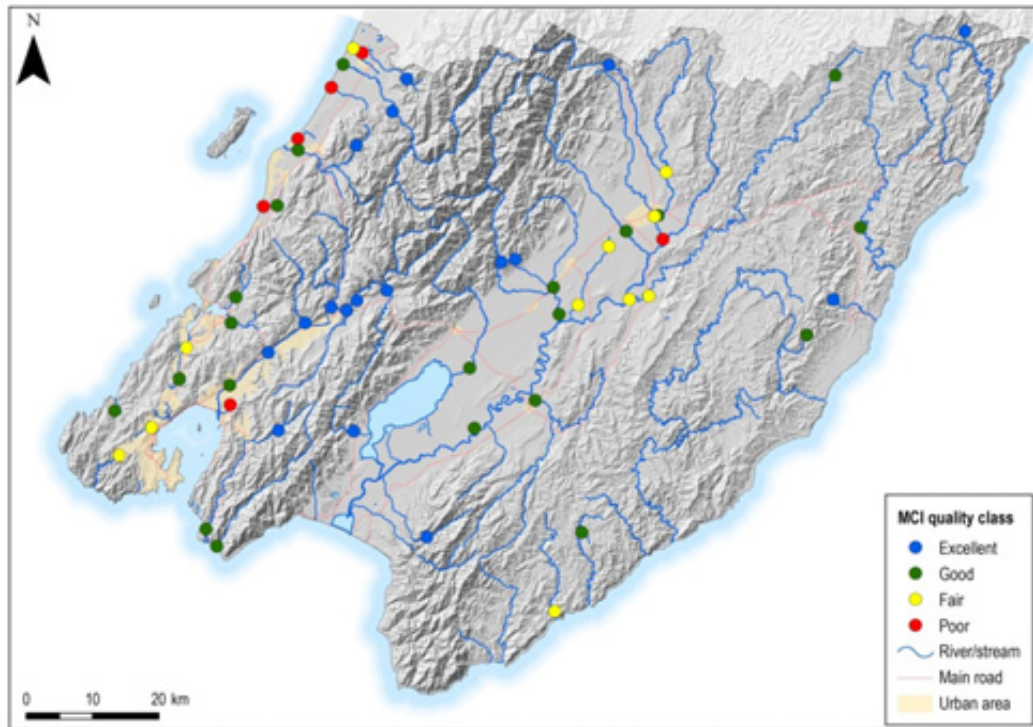 N
MCI quality class
Excellent
Good
Fair
Poor
River/stream
Main road
Urban area
0 10 20 km